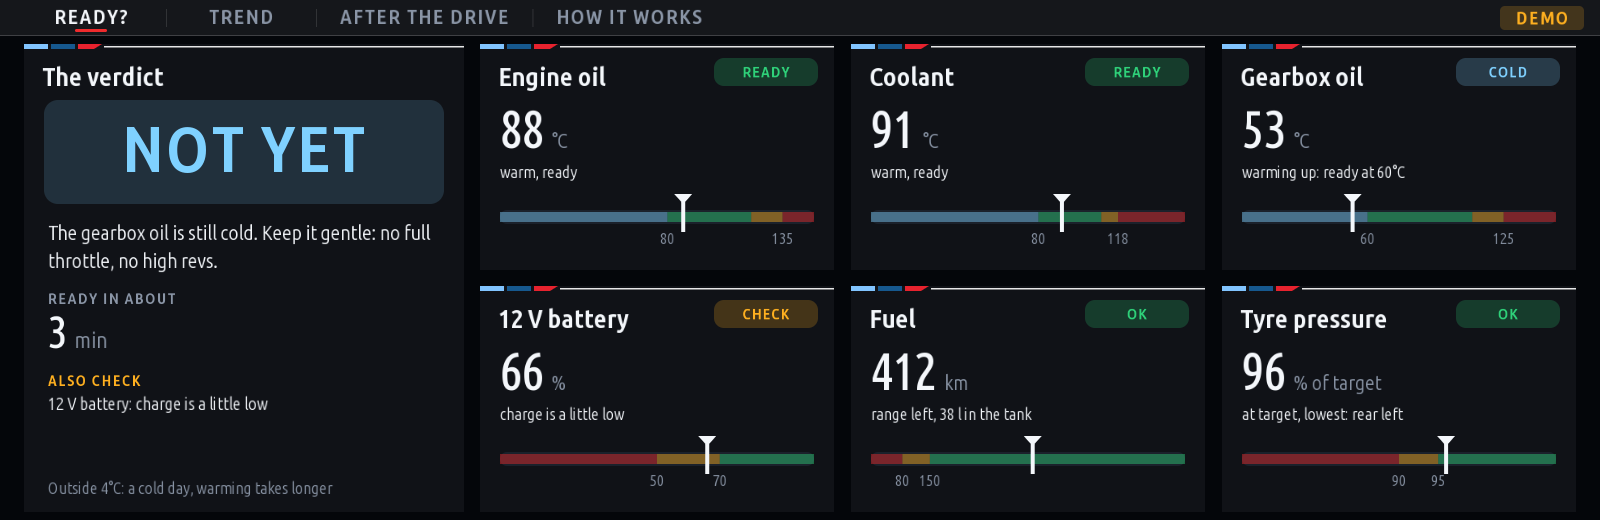 READY?
TREND
AFTER THE DRIVE
HOW IT WORKS
DEMO
The verdict
NOT YET
The gearbox oil is still cold. Keep it gentle: no full
throttle, no high revs.
READY IN ABOUT
3 min
ALSO CHECK
12 V battery: charge is a little low
Outside 4°C: a cold day, warming takes longer
Engine oil
READY
88 °C
warm, ready
80
135
Coolant
READY
91 °C
warm, ready
80
118
Gearbox oil
COLD
53 °C
warming up: ready at 60°C
60
125
12 V battery
CHECK
66 %
charge is a little low
50
70
Fuel
OK
412 km
range left, 38 l in the tank
80
150
Tyre pressure
OK
96 % of target
at target, lowest: rear left
90
95